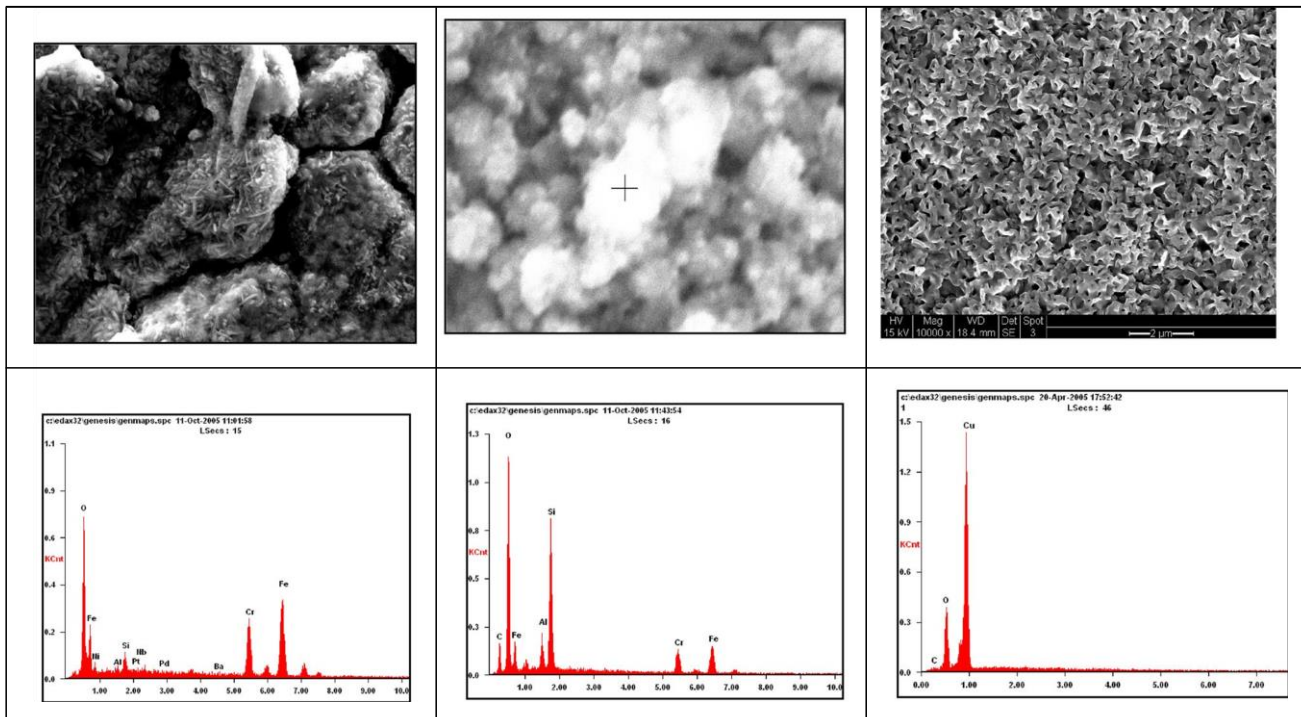 HV Mag WD Det Spot
15 kV 10000 x 18.4 mm SE 3 2 µm
c:\edax32\genesis\genmaps.spc 11-Oct-2005 11:01:58
LSecs : 15
1.1
0.9
O
0.6
KCnt
Fe
0.4
Cr
Fe
0.2
Si
Nb
Ni
Al
Pt
Pd
Ba
0.0
1.00 2.00 3.00 4.00 5.00 6.00 7.00 8.00 9.00 10.0
c:\edax32\genesis\genmaps.spc 11-Oct-2005 11:43:54
LSecs : 16
1.3
O
1.0
Si
0.8
KCnt
0.5
Al
0.3
C
Fe
Cr
Fe
0.0
1.00 2.00 3.00 4.00 5.00 6.00 7.00 8.00 9.00 10.2
c:\edax32\genesis\genmaps.spc 20-Apr-2005 17:52:42
1
LSecs : 46
1.5
Cu
1.2
0.9
KCnt
0.6
O
0.3
C
0.0
0.00 1.00 2.00 3.00 4.00 5.00 6.00 7.00